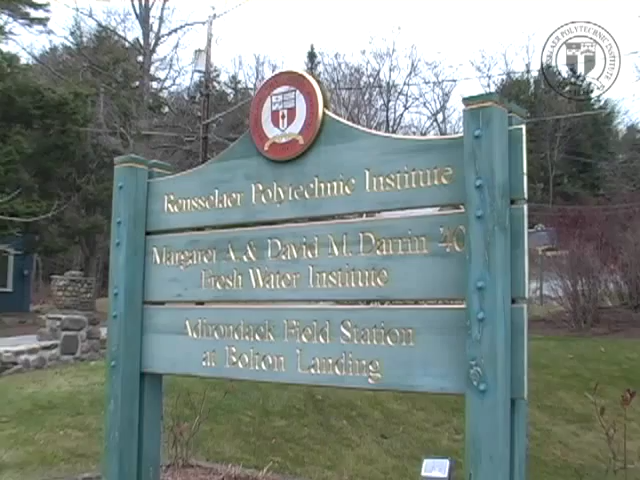 Rensselaer Polytechnic Institute
Margaret A. & David M. Darrin '40
Fresh Water Institute
Adirondack Field Station
at Bolton Landing